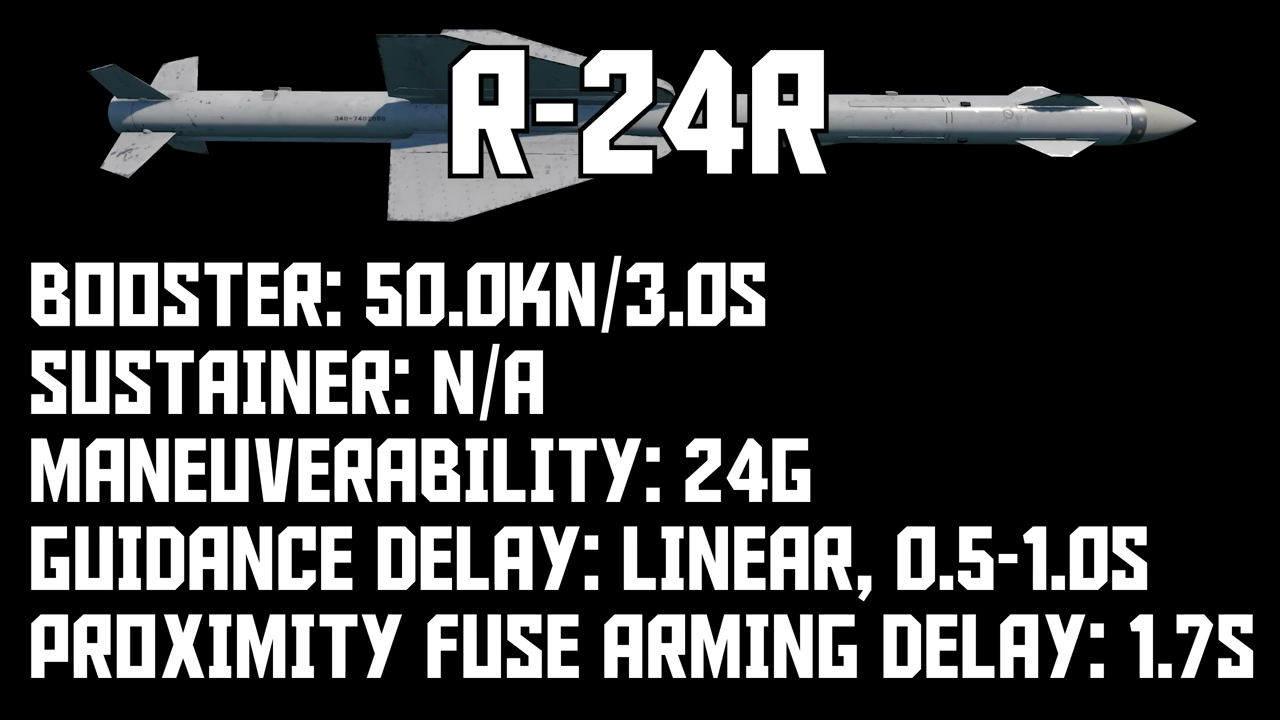 R-24R
BOOSTER: 50.0KN/3.0S
SUSTAINER: N/A
MANEUVERABILITY: 24G
GUIDANCE DELAY: LINEAR, 0.5-1.0S
PROXIMITY FUSE ARMING DELAY: 1.7S